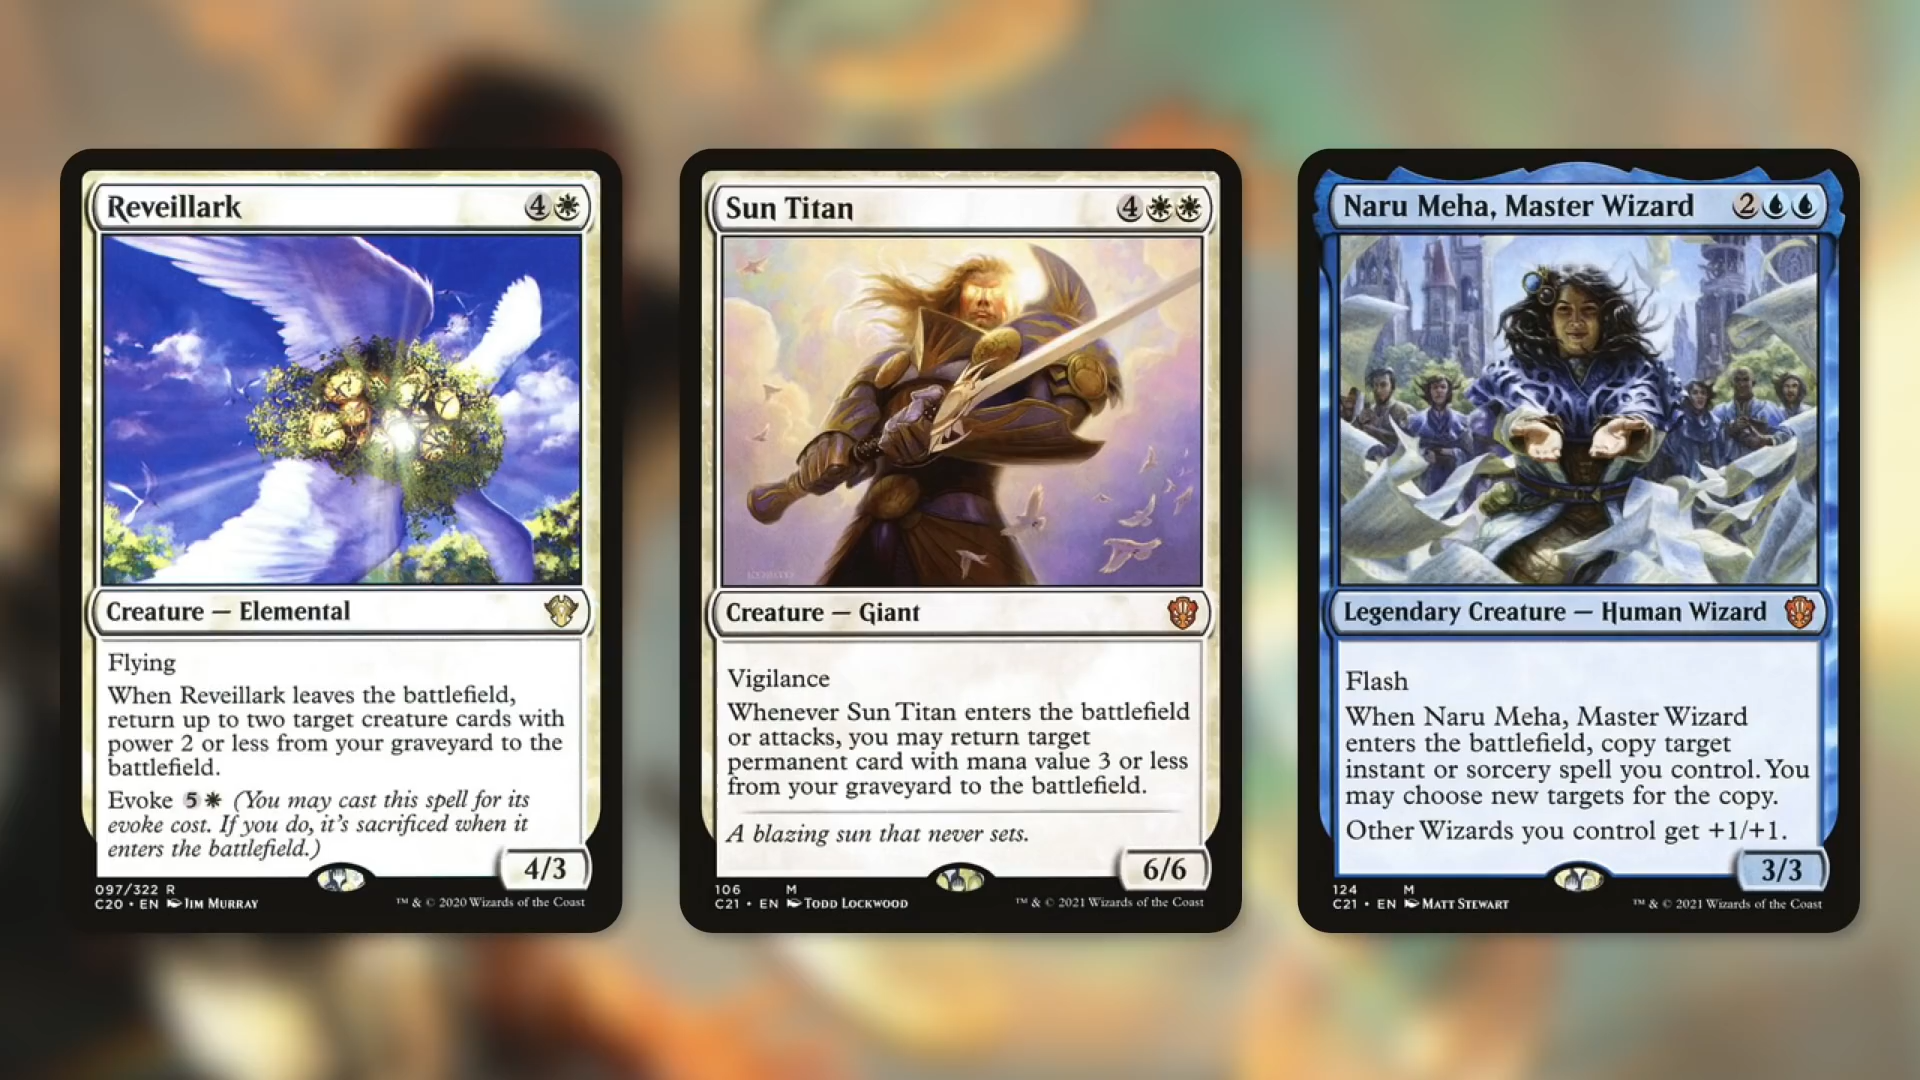 Reveillark 4
Creature — Elemental
Flying
When Reveillark leaves the battlefield,
return up to two target creature cards with
power 2 or less from your graveyard to the
battlefield.
Evoke 5 (You may cast this spell for its
evoke cost. If you do, it's sacrificed when it
enters the battlefield.)
4/3
097/322 R
C20 • EN Jim Murray
™ & © 2020 Wizards of the Coast
Sun Titan 4
Creature — Giant
Vigilance
Whenever Sun Titan enters the battlefield
or attacks, you may return target
permanent card with mana value 3 or less
from your graveyard to the battlefield.
A blazing sun that never sets.
6/6
106 M
C21 • EN Todd Lockwood
™ & © 2021 Wizards of the Coast
Naru Meha, Master Wizard 2
Legendary Creature — Human Wizard
Flash
When Naru Meha, Master Wizard
enters the battlefield, copy target
instant or sorcery spell you control. You
may choose new targets for the copy.
Other Wizards you control get +1/+1.
3/3
124 M
C21 • EN Matt Stewart
™ & © 2021 Wizards of the Coast